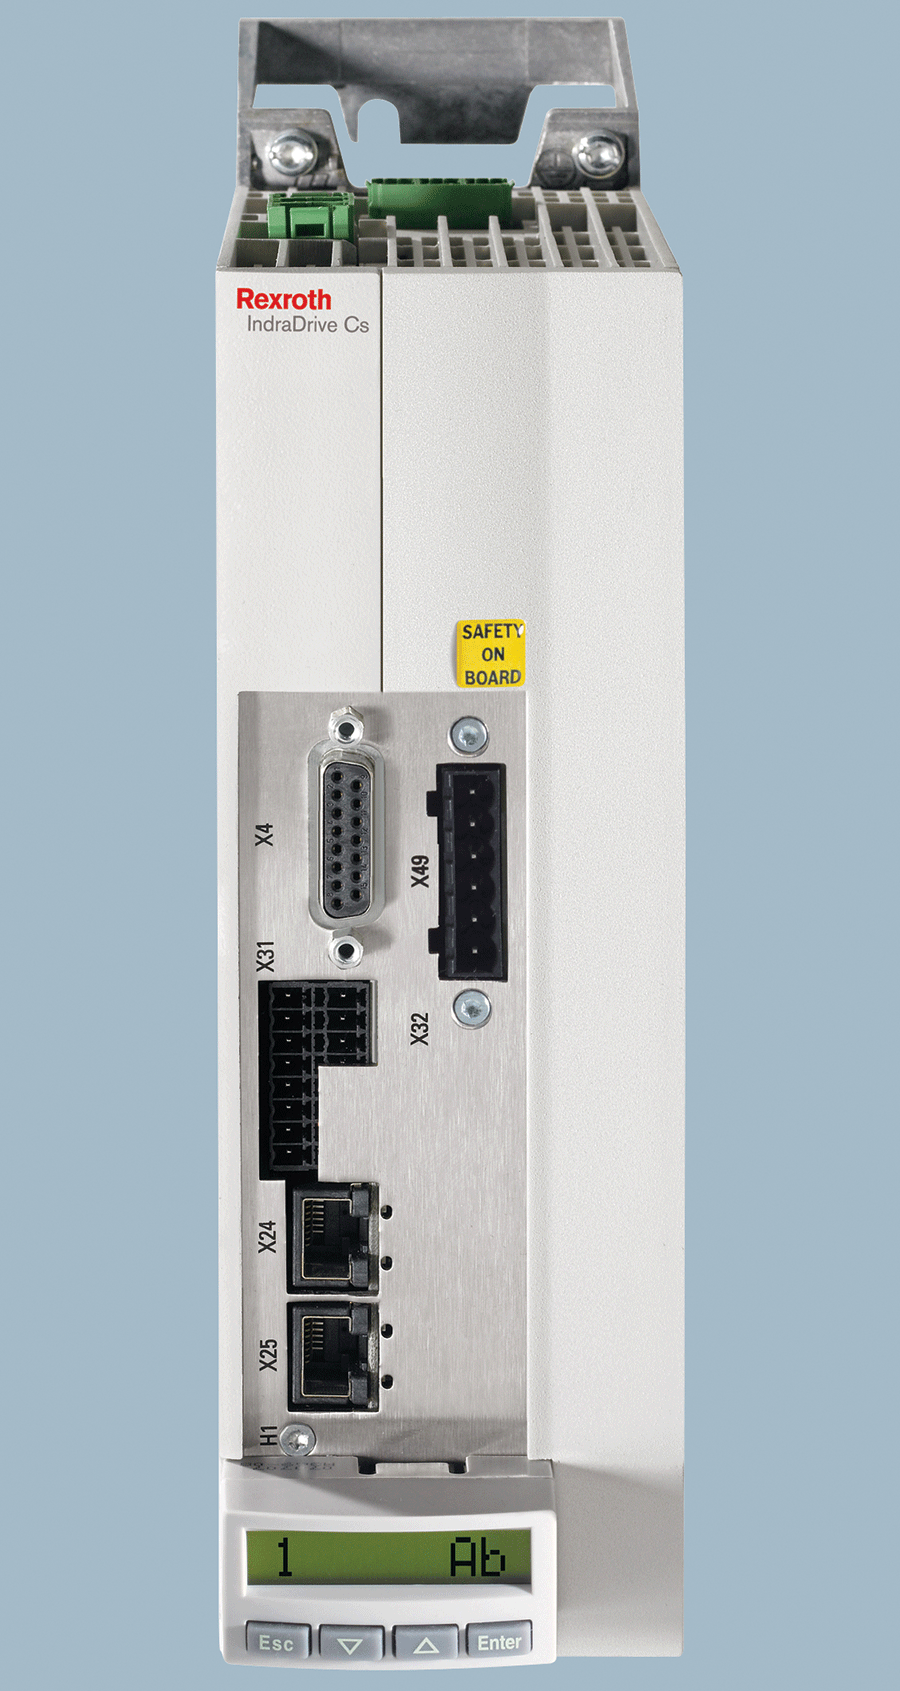 Rexroth
IndraDrive Cs
SAFETY
ON
BOARD
X4
X49
X31
X32
X24
X25
H1
1 Ab
Esc
Enter